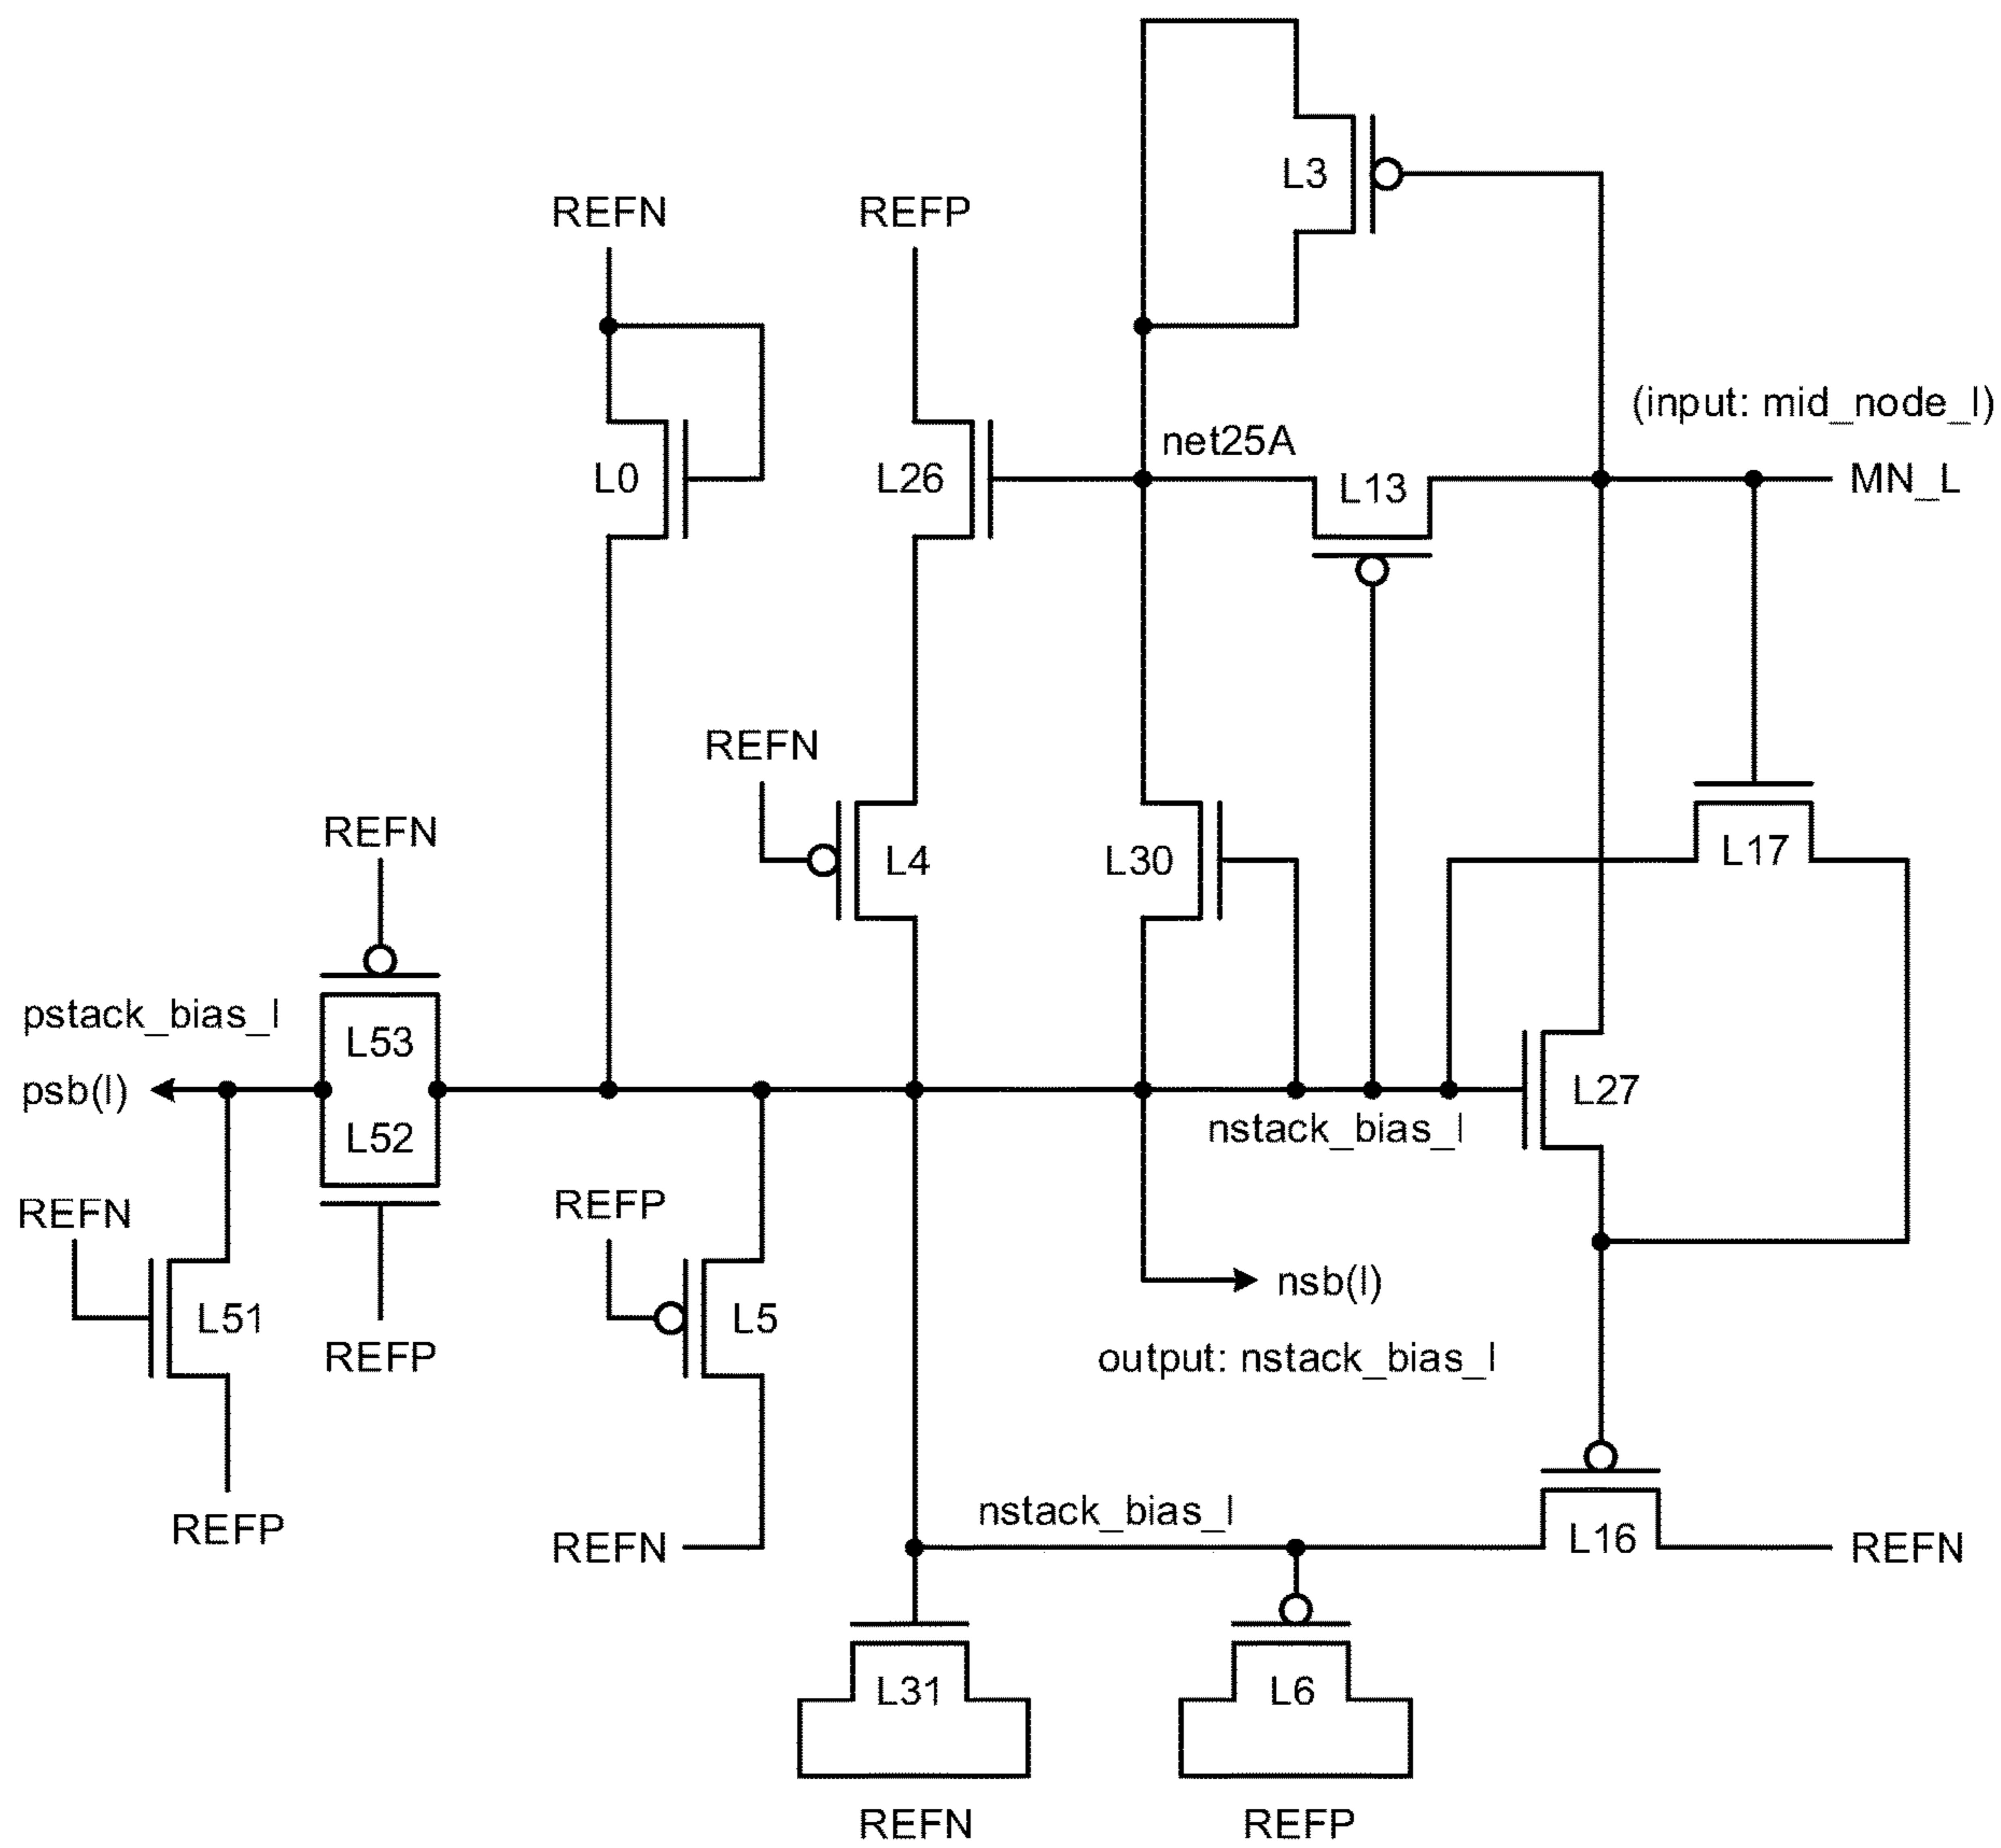 L3
REFN
REFP
(input: mid_node_l)
net25A
L0
L26
L13
MN_L
REFN
REFN
L4
L30
L17
pstack_bias_l
L53
psb(l)
L27
L52
nstack_bias_l
REFN
REFP
nsb(l)
L51
L5
REFP
output: nstack_bias_l
REFP
nstack_bias_l
REFN
L16
REFN
L31
L6
REFN
REFP